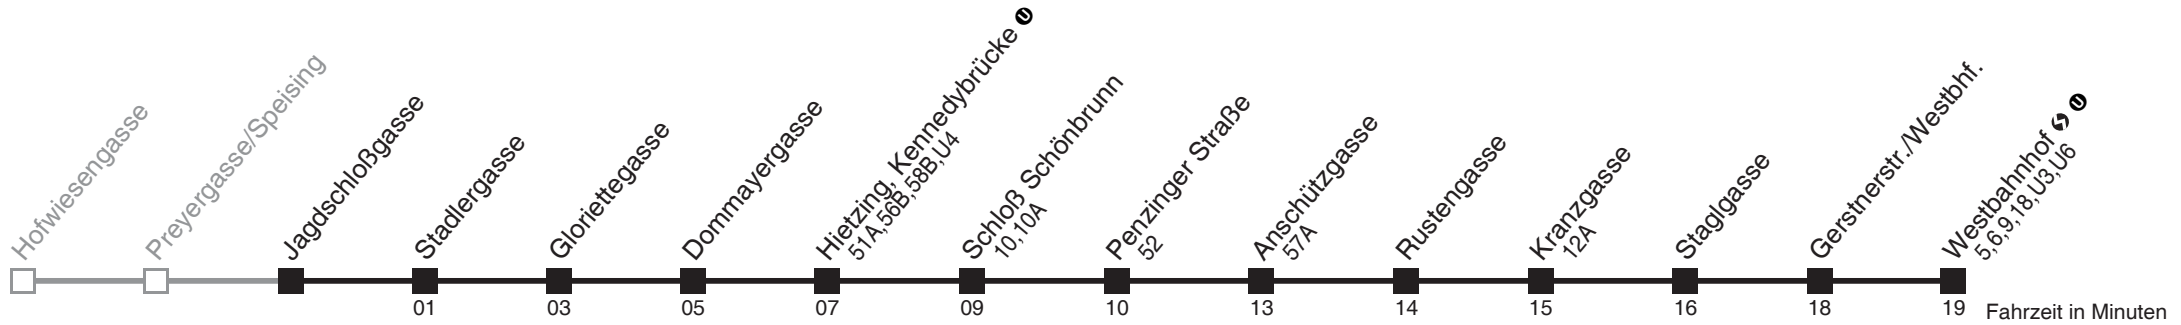 Hofwiesengasse
Preyergasse/Speising
Jagdschloßgasse
Stadlergasse
01
Gloriettegasse
03
Dommayergasse
05
Hietzing, Kennedybrücke U
51A,56B,58B,U4
07
Schloß Schönbrunn
10,10A
09
Penzinger Straße
52
10
Anschützgasse
57A
13
Rustengasse
14
Kranzgasse
12A
15
Staglgasse
16
Gerstnerstr./Westbhf.
18
Westbahnhof S U
5,6,9,18,U3,U6
19
Fahrzeit in Minuten